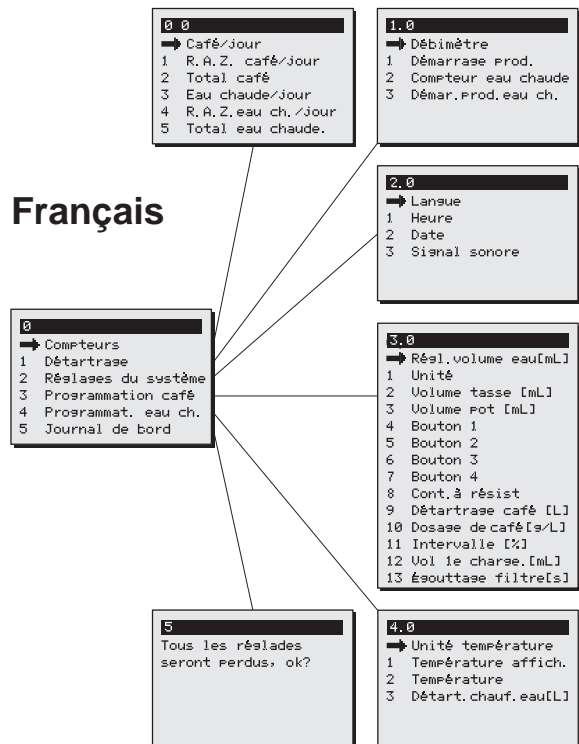 0 0
Café/jour
1 R.A.Z. café/jour
2 Total café
3 Eau chaude/jour
4 R.A.Z.eau ch./jour
5 Total eau chaude.
1.0
Débimètre
1 Démarrage prod.
2 Compteur eau chaude
3 Démar.prod.eau ch.
Français
2.0
Langue
1 Heure
2 Date
3 Signal sonore
0
Compteurs
1 Détartrage
2 Réglages du système
3 Programmation café
4 Programmat. eau ch.
5 Journal de bord
3.0
Régl.volume eau[mL]
1 Unité
2 Volume tasse [mL]
3 Volume pot [mL]
4 Bouton 1
5 Bouton 2
6 Bouton 3
7 Bouton 4
8 Cont.à résist
9 Détartrage café [L]
10 Dosage de café[g/L]
11 Intervalle [%]
12 Vol 1e charge.[mL]
13 Égouttage filtre[s]
5
Tous les réglades
seront perdus, ok?
4.0
Unité température
1 Température affich.
2 Température
3 Détart.chauf.eau[L]